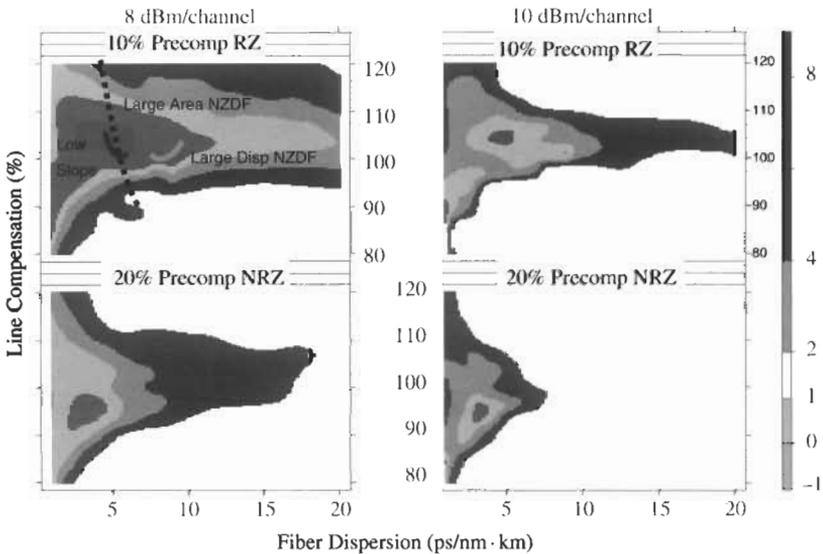 8 dBm/channel
10 dBm/channel
10% Precomp RZ
10% Precomp RZ
Large Area NZDF
Low
Slope
Large Disp NZDF
120
110
100
90
80
120
110
100
90
80
8
4
2
1
0
-1
20% Precomp NRZ
20% Precomp NRZ
120
110
100
90
80
Line Compensation (%)
5
10
15
20
5
10
15
20
Fiber Dispersion (ps/nm·km)